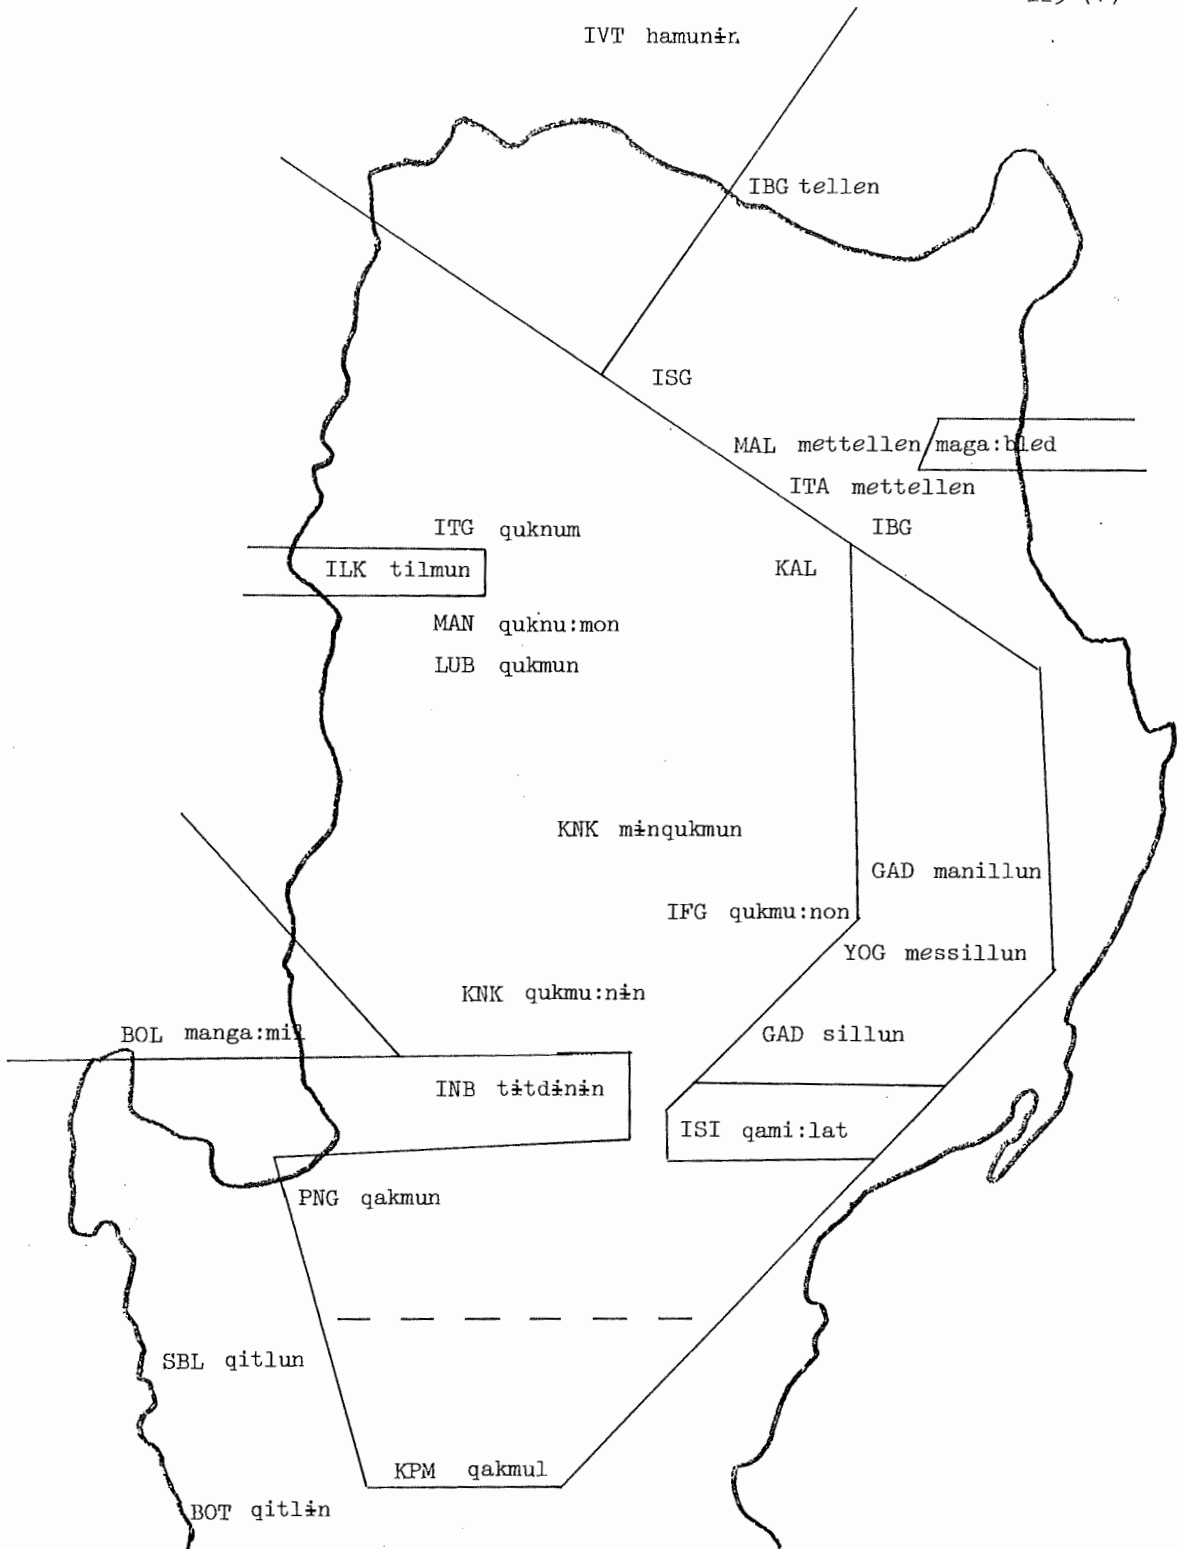 IVT hamunɨn
IBG tellen
ISG
MAL mettellen/maga:bled
ITA mettellen
ITG quknum
IBG
ILK tilmun
KAL
MAN quknu:mon
LUB qukmun
KNK mɨnqukmun
GAD manillun
IFG qukmu:non
YOG messillun
KNK qukmu:nɨn
BOL manga:mil
GAD sillun
INB tɨtdɨnɨn
ISI qami:lat
PNG qakmun
SBL qitlun
KPM qakmul
BOT qitlɨn